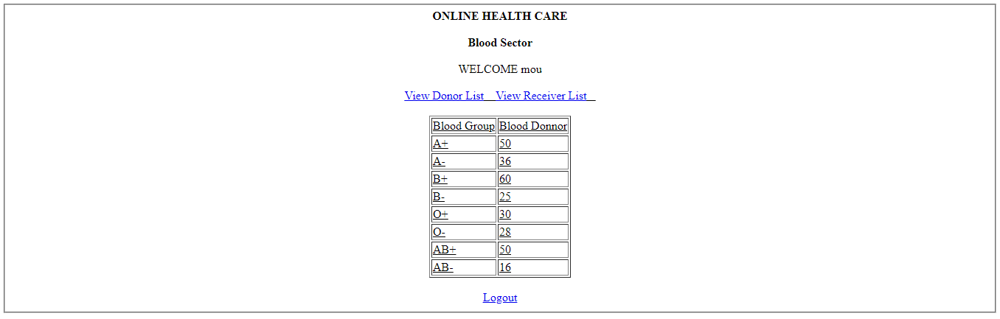 ONLINE HEALTH CARE
Blood Sector
WELCOME mou
View Donor List View Receiver List
Blood Group Blood Donnor
A+ 50
A- 36
B+ 60
B- 25
O+ 30
O- 28
AB+ 50
AB- 16
Logout